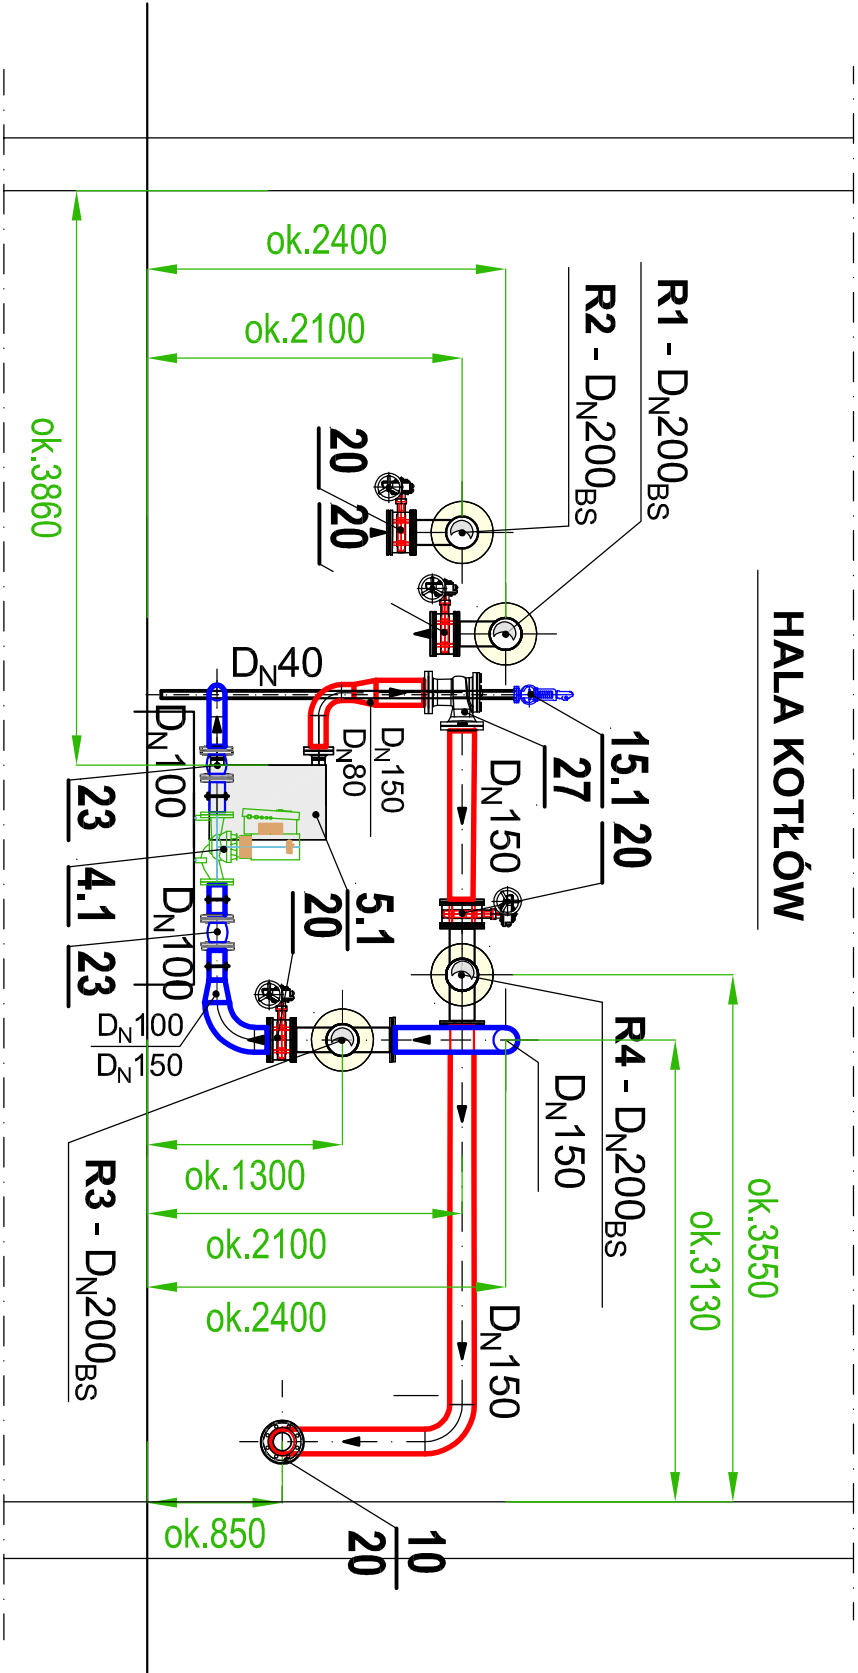 ok.2400
ok.2100
ok.3860
R1 - DN200BS
R2 - DN200BS
20
20
HALA KOTŁÓW
DN40
DN100
DN150
DN80
DN150
15.1 20
27
23
4.1
23
DN100
5.1
20
DN100
DN150
R4 - DN200BS
DN150
R3 - DN200BS
ok.1300
ok.2100
ok.2400
ok.3550
ok.3130
DN150
ok.850
10
20